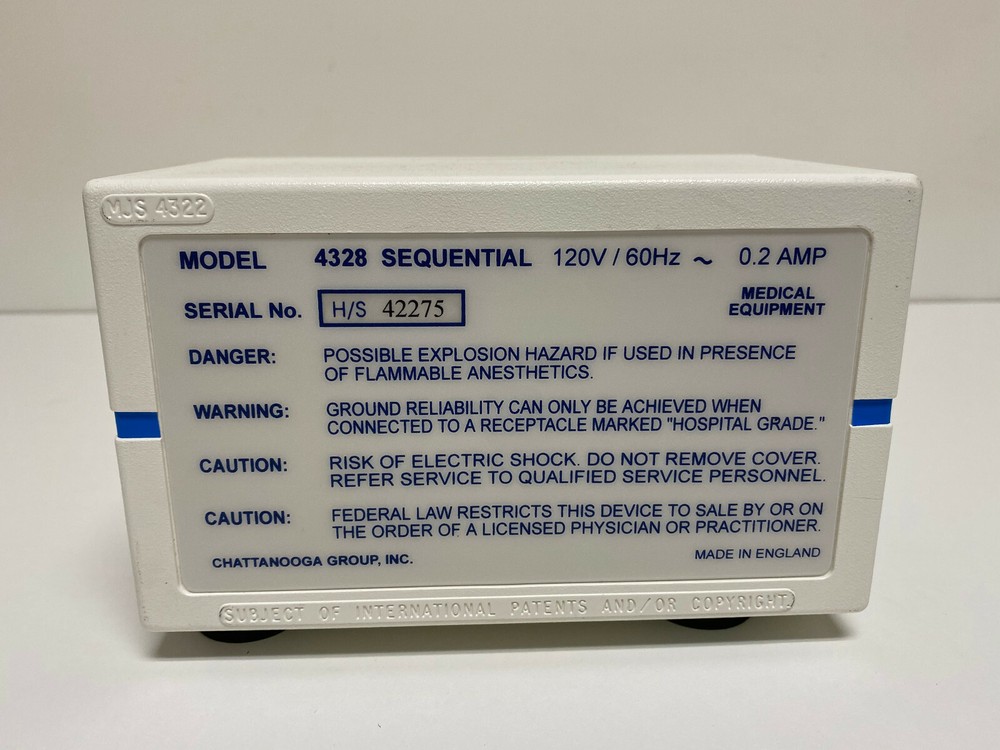 MJS 4322
MODEL 4328 SEQUENTIAL 120V / 60Hz ~ 0.2 AMP
SERIAL No. H/S 42275
MEDICAL
EQUIPMENT
DANGER: POSSIBLE EXPLOSION HAZARD IF USED IN PRESENCE
OF FLAMMABLE ANESTHETICS.
WARNING: GROUND RELIABILITY CAN ONLY BE ACHIEVED WHEN
CONNECTED TO A RECEPTACLE MARKED "HOSPITAL GRADE."
CAUTION: RISK OF ELECTRIC SHOCK. DO NOT REMOVE COVER.
REFER SERVICE TO QUALIFIED SERVICE PERSONNEL.
CAUTION: FEDERAL LAW RESTRICTS THIS DEVICE TO SALE BY OR ON
THE ORDER OF A LICENSED PHYSICIAN OR PRACTITIONER.
CHATTANOOGA GROUP, INC. MADE IN ENGLAND
SUBJECT OF INTERNATIONAL PATENTS AND/OR COPYRIGHT.